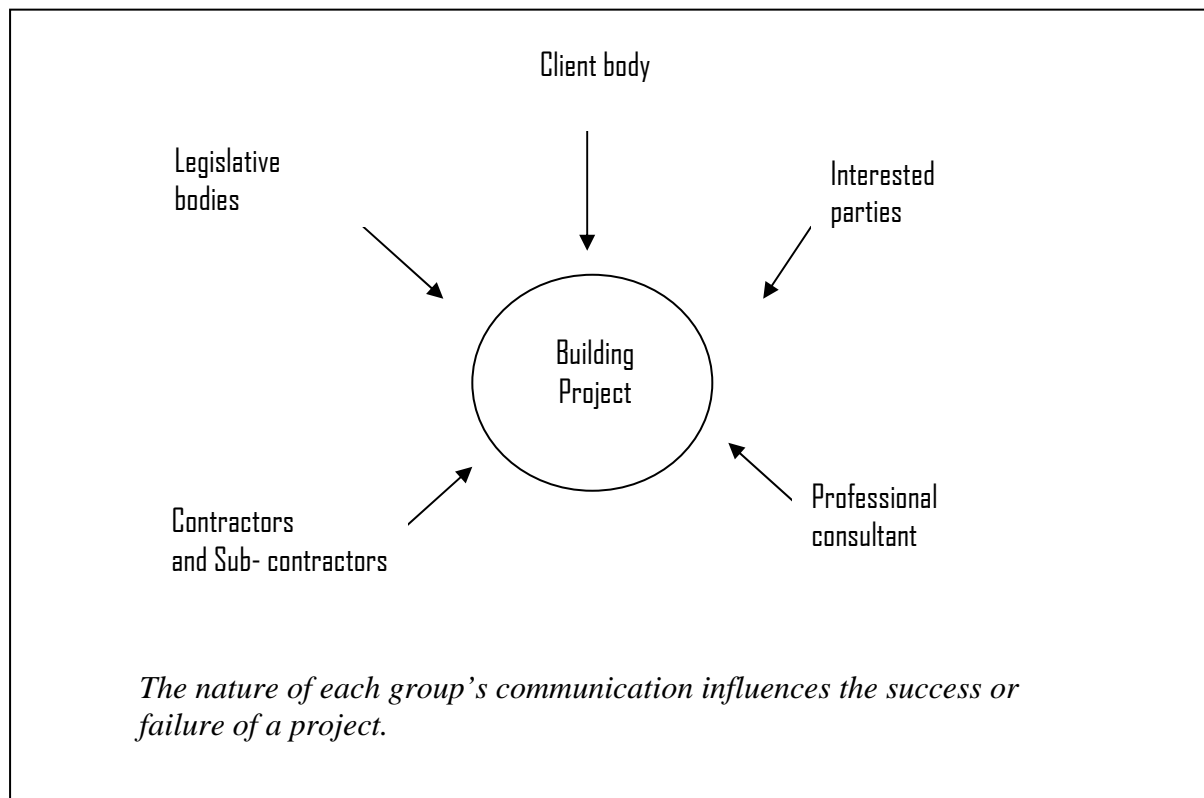 Client body
Legislative
bodies
Interested
parties
Building
Project
Contractors
and Sub- contractors
Professional
consultant
The nature of each group’s communication influences the success or
failure of a project.